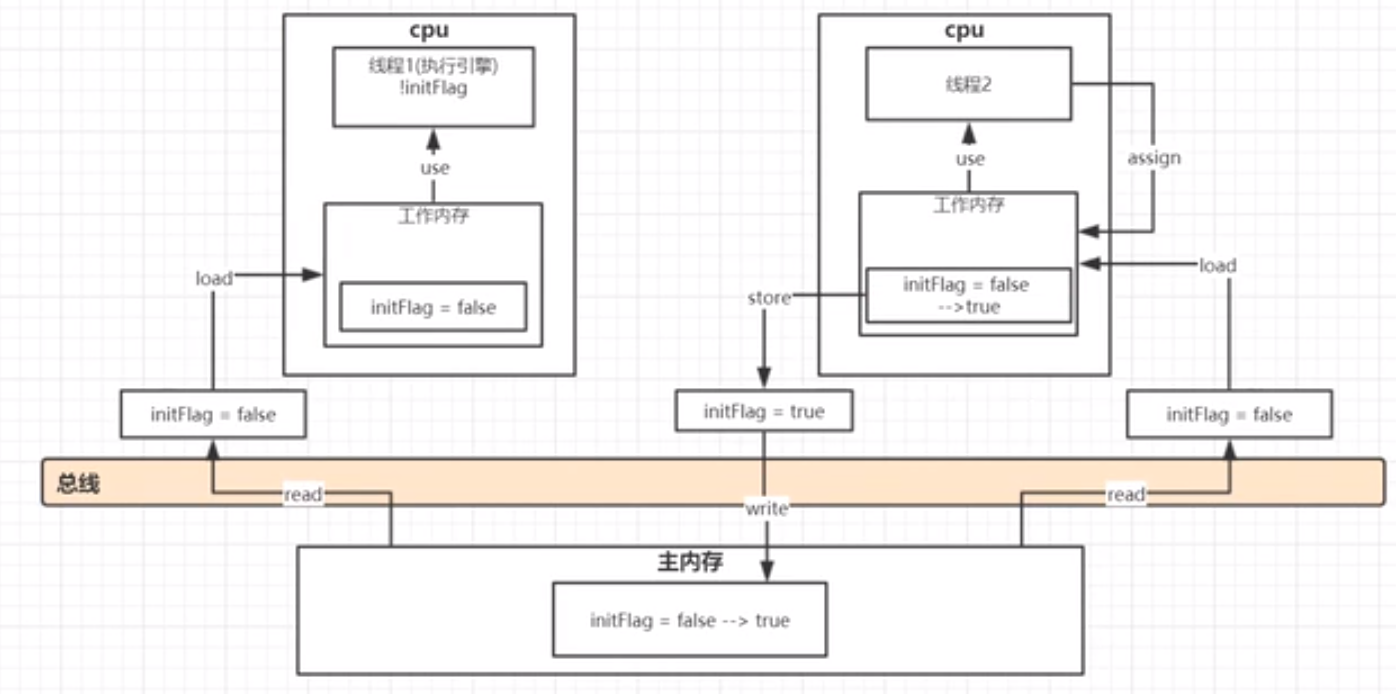 cpu
线程1(执行引擎)
!initFlag
use
工作内存
initFlag = false
load
initFlag = false
cpu
线程2
use
assign
工作内存
initFlag = false
-->true
store
load
initFlag = true
initFlag = false
总线
read
write
read
主内存
initFlag = false --> true